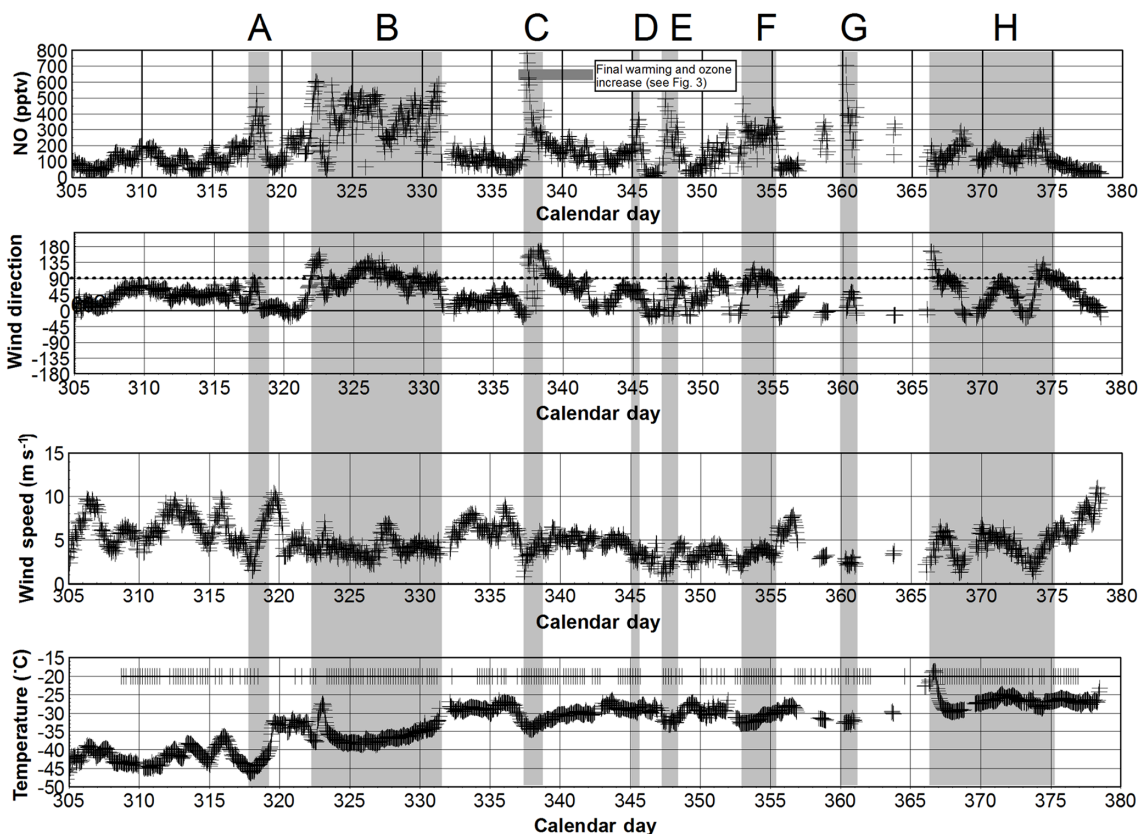 A B C D E F G H
NO (pptv)
800
700
600
500
400
300
200
100
0
Final warming and ozone
increase (see Fig. 3)
305 310 315 320 325 330 335 340 345 350 355 360 365 370 375 380
Calendar day
Wind direction
180
135
90
45
0
-45
-90
-135
-180
305 310 315 320 325 330 335 340 345 350 355 360 365 370 375 380
Calendar day
Wind speed (m s-1)
15
10
5
0
305 310 315 320 325 330 335 340 345 350 355 360 365 370 375 380
Calendar day
Temperature (°C)
-15
-20
-25
-30
-35
-40
-45
-50
305 310 315 320 325 330 335 340 345 350 355 360 365 370 375 380
Calendar day